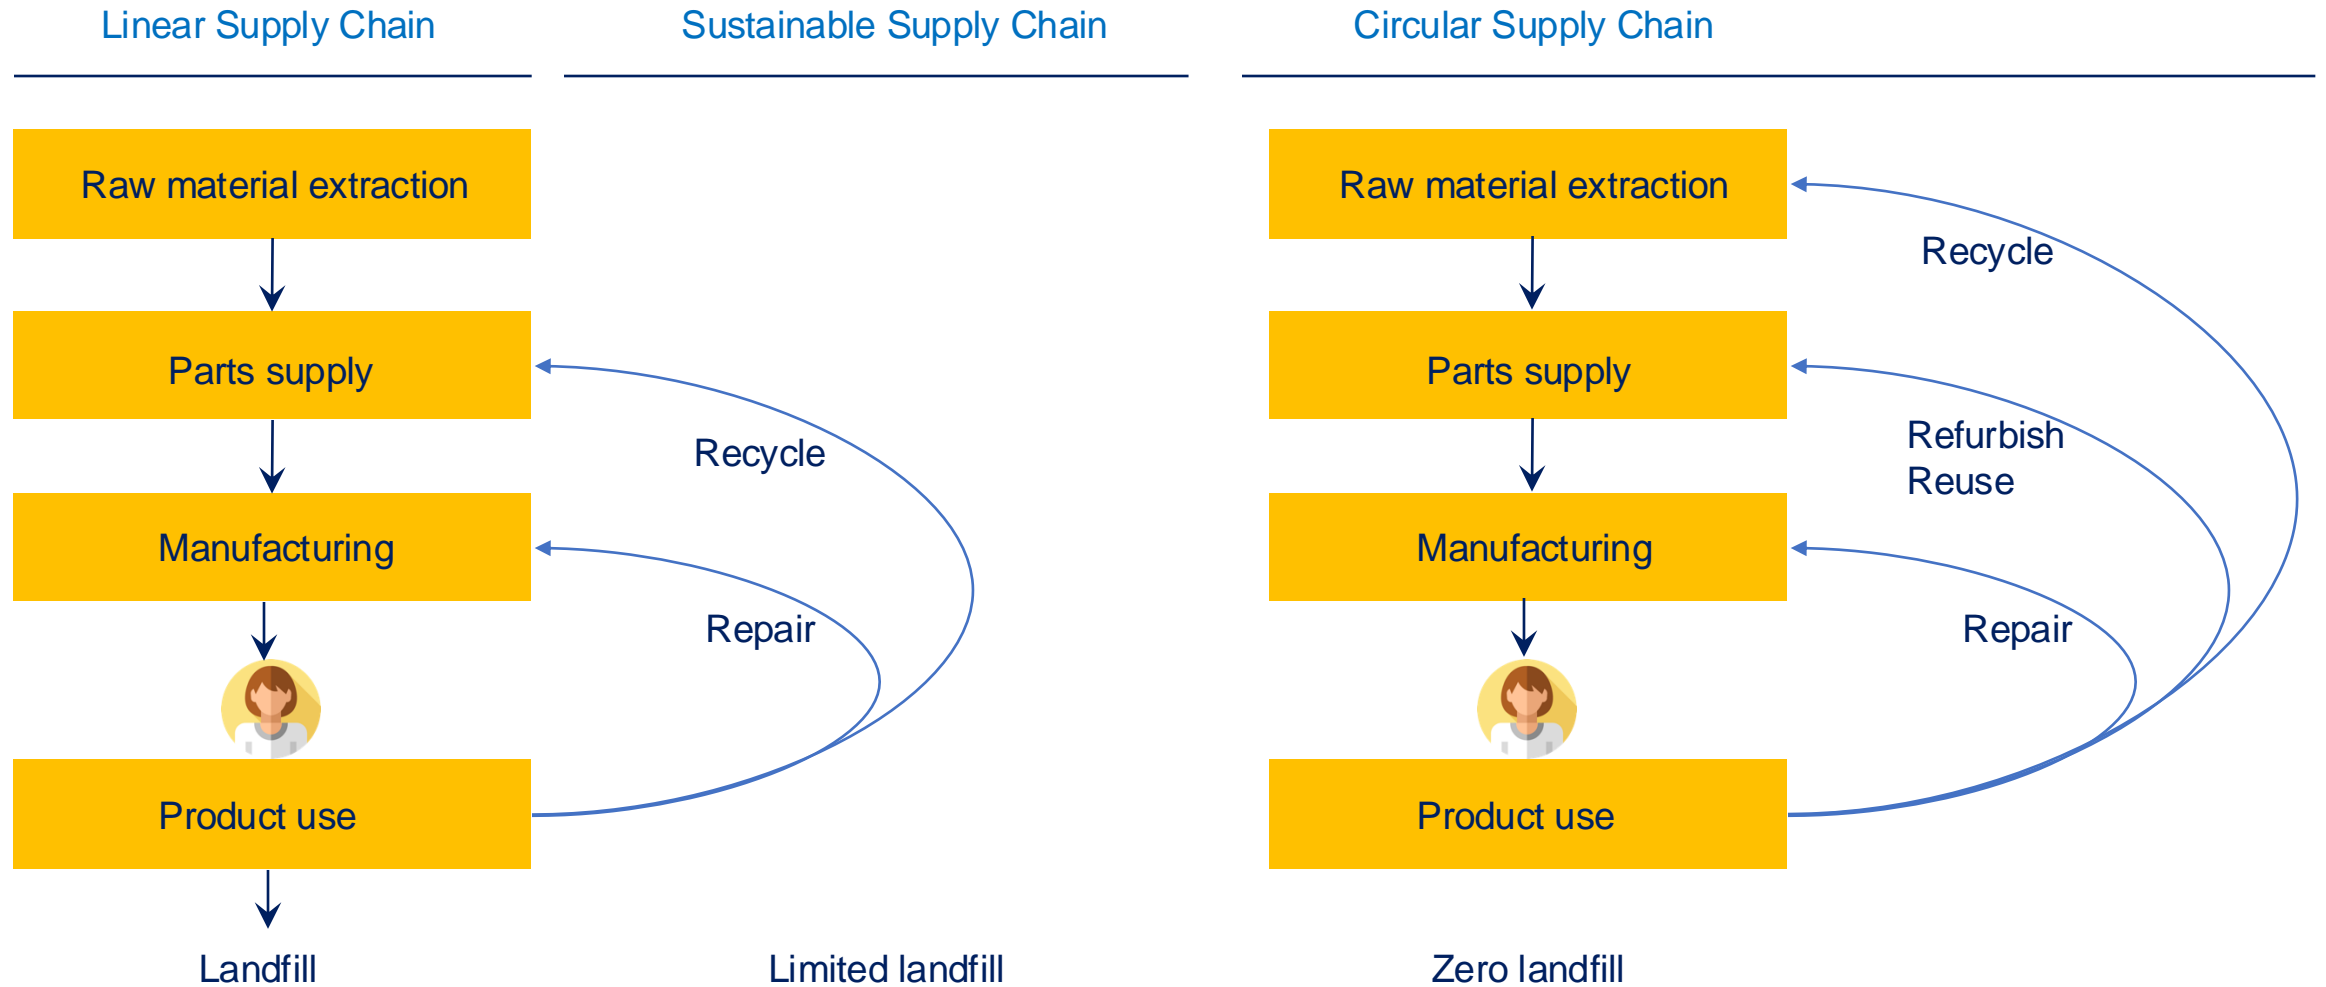 Linear Supply Chain
Sustainable Supply Chain
Circular Supply Chain
Raw material extraction
Parts supply
Manufacturing
Product use
Landfill
Recycle
Repair
Limited landfill
Raw material extraction
Parts supply
Manufacturing
Product use
Zero landfill
Recycle
Refurbish
Reuse
Repair